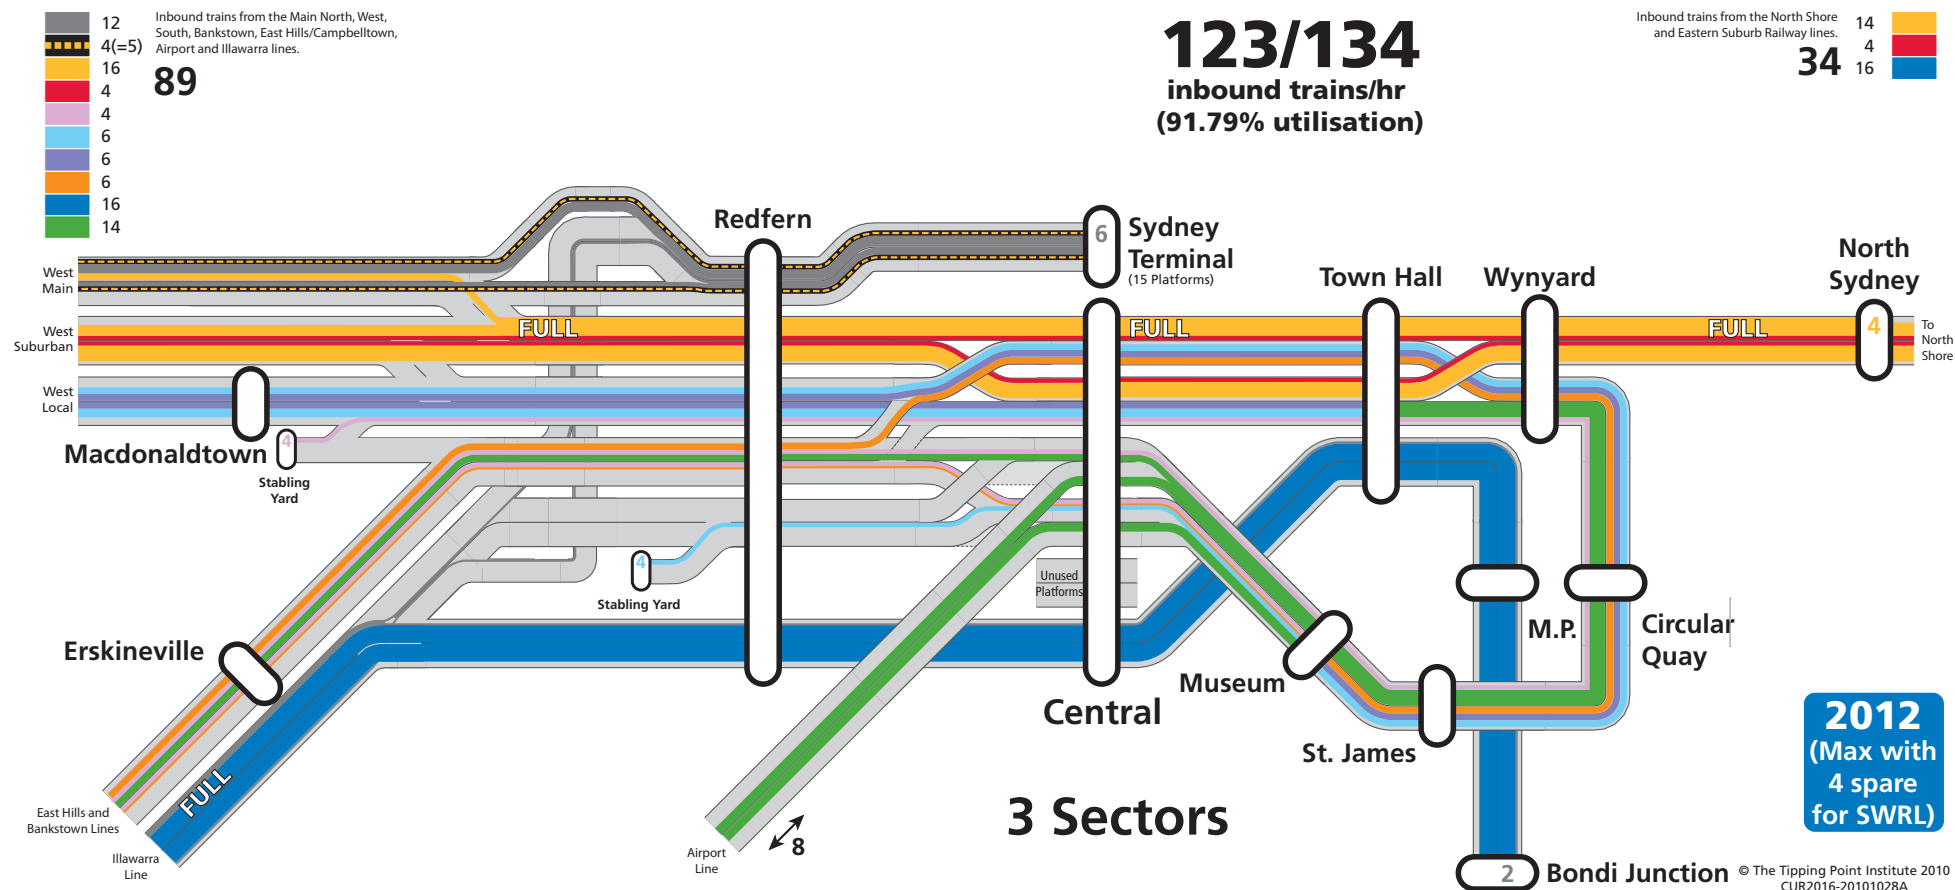 12
4(=5)
16
4
4
6
6
6
16
14
Inbound trains from the Main North, West,
South, Bankstown, East Hills/Campbelltown,
Airport and Illawarra lines.
89
123/134
inbound trains/hr
(91.79% utilisation)
Inbound trains from the North Shore
and Eastern Suburb Railway lines.
34
14
4
16
West
Main
West
Suburban
West
Local
Macdonaldtown
4
Stabling
Yard
FULL
Redfern
6
Sydney
Terminal
(15 Platforms)
FULL
Town Hall
Wynyard
North
Sydney
FULL
4
To
North
Shore
4
Stabling Yard
Unused
Platforms
Erskineville
Central
Museum
St. James
M.P.
Circular
Quay
FULL
East Hills and
Bankstown Lines
Illawarra
Line
Airport
Line
8
3 Sectors
2
Bondi Junction
2012
(Max with
4 spare
for SWRL)
© The Tipping Point Institute 2010
CUR2016-20101028A